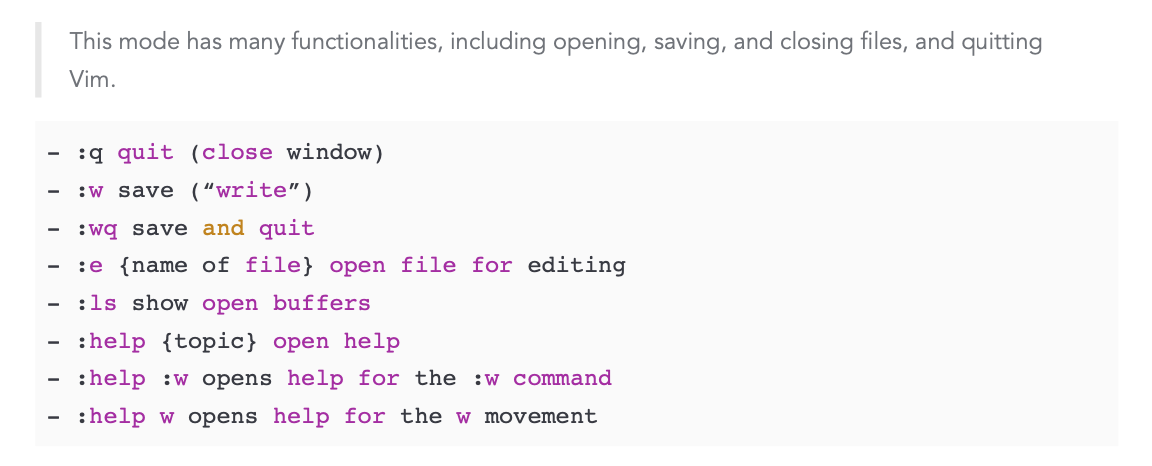 This mode has many functionalities, including opening, saving, and closing files, and quitting
Vim.
- :q quit (close window)
- :w save (“write”)
- :wq save and quit
- :e {name of file} open file for editing
- :ls show open buffers
- :help {topic} open help
- :help :w opens help for the :w command
- :help w opens help for the w movement